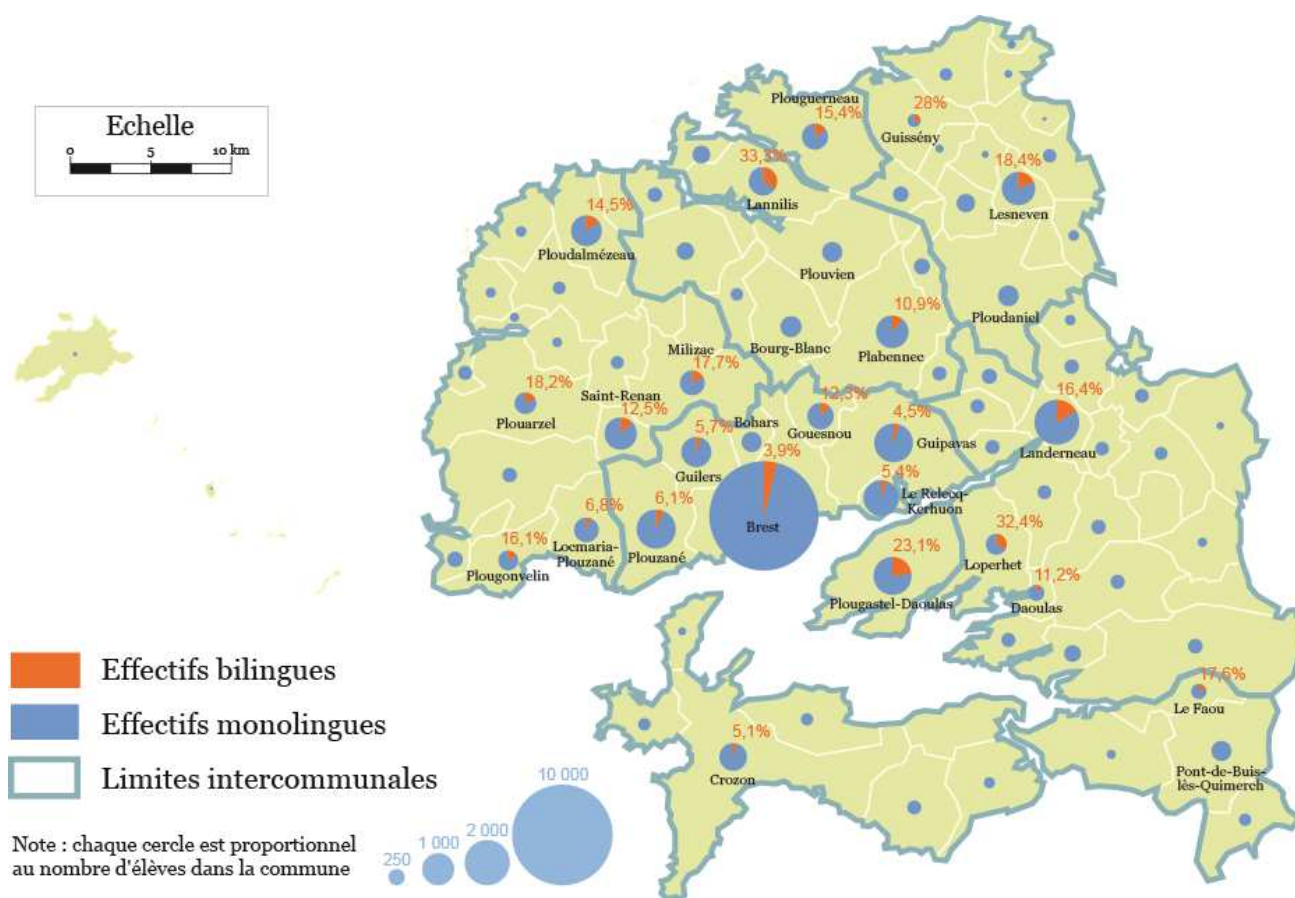 Echelle
0 5 10 km
Plouguerneau
15,4%
28%
Guissény
33,3%
Lannilis
18,4%
Lesneven
14,5%
Ploudalmézeau
Plouvien
Ploudaniel
10,9%
Plabennec
Bourg-Blanc
Milizac
17,7%
18,2%
Plouarzel
Saint-Renan
12,5%
12,3%
Gouesnou
4,5%
Guipavas
16,4%
Landerneau
5,7%
Guilers
Bohars
3,9%
Brest
5,4%
Le Relecq-
Kerhuon
6,1%
Plouzané
6,8%
Locmaria-
Plouzané
16,1%
Plougonvelin
23,1%
Plougastel-Daoulas
32,4%
Loperhet
11,2%
Daoulas
17,6%
Le Faou
5,1%
Crozon
Pont-de-Buis-
lès-Quimerch
Effectifs bilingues
Effectifs monolingues
Limites intercommunales
Note : chaque cercle est proportionnel
au nombre d'élèves dans la commune
250
1 000
2 000
10 000